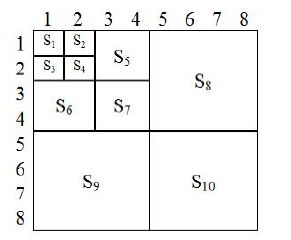 1 2 3 4 5 6 7 8
1 S₁ S₂ S₅
2 S₃ S₄ S₈
3
S₆ S₇
4
5
6
S₉ S₁₀
7
8